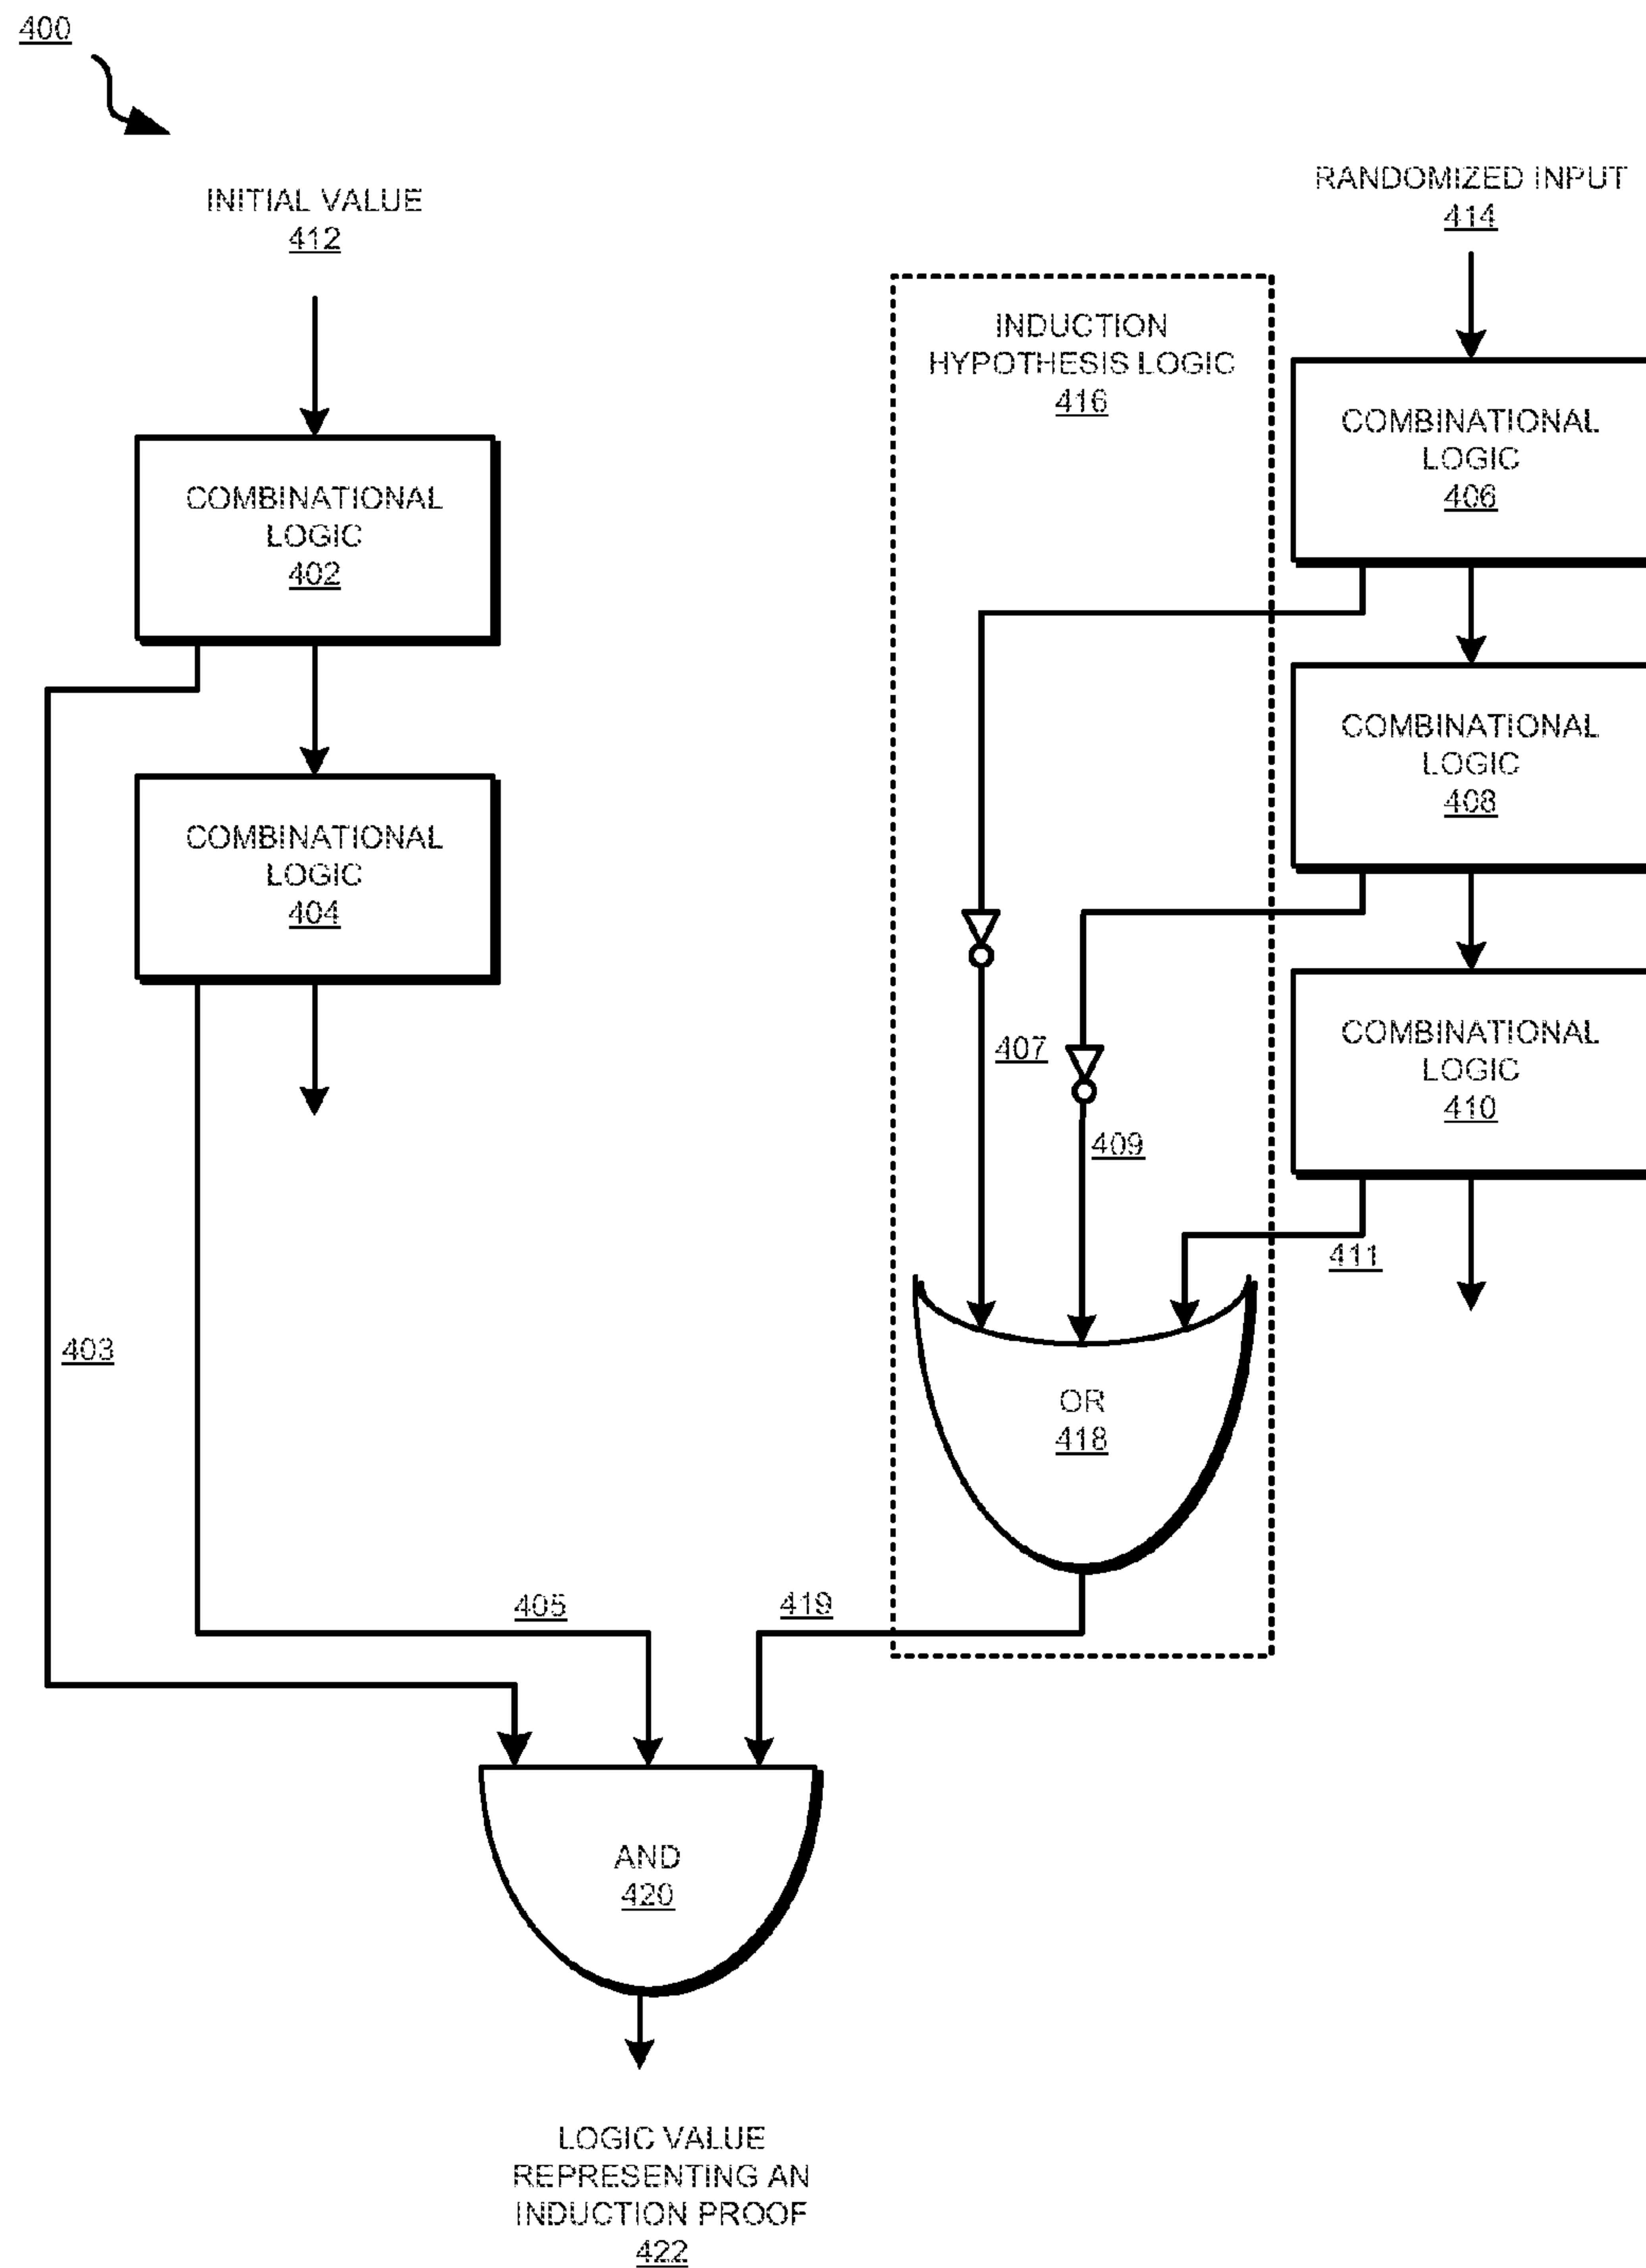 400
INITIAL VALUE
412
RANDOMIZED INPUT
414
INDUCTION
HYPOTHESIS LOGIC
416
COMBINATIONAL
LOGIC
406
COMBINATIONAL
LOGIC
402
COMBINATIONAL
LOGIC
408
COMBINATIONAL
LOGIC
404
407
409
COMBINATIONAL
LOGIC
410
411
403
OR
418
405
419
AND
420
LOGIC VALUE
REPRESENTING AN
INDUCTION PROOF
422